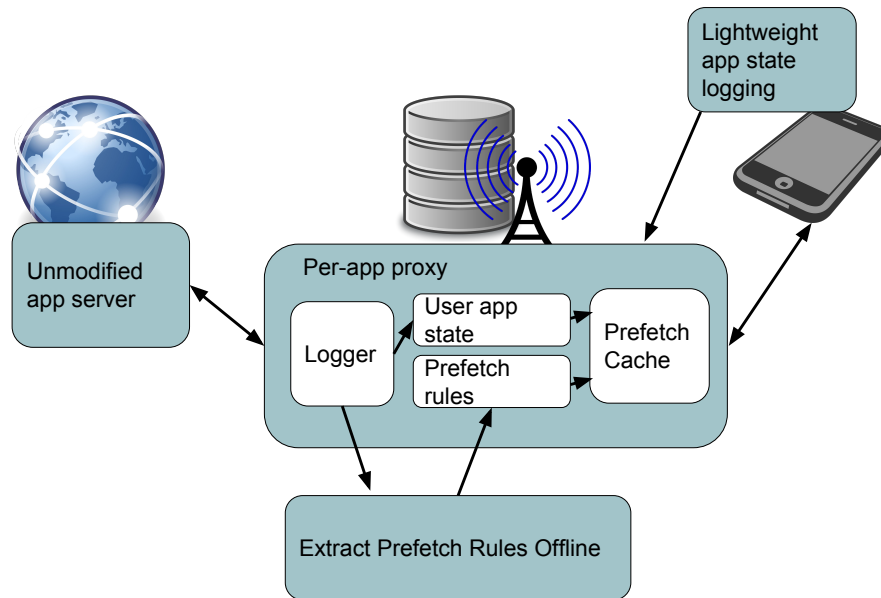 Lightweight
app state
logging
Unmodified
app server
Per-app proxy
Logger
User app
state
Prefetch
rules
Prefetch
Cache
Extract Prefetch Rules Offline